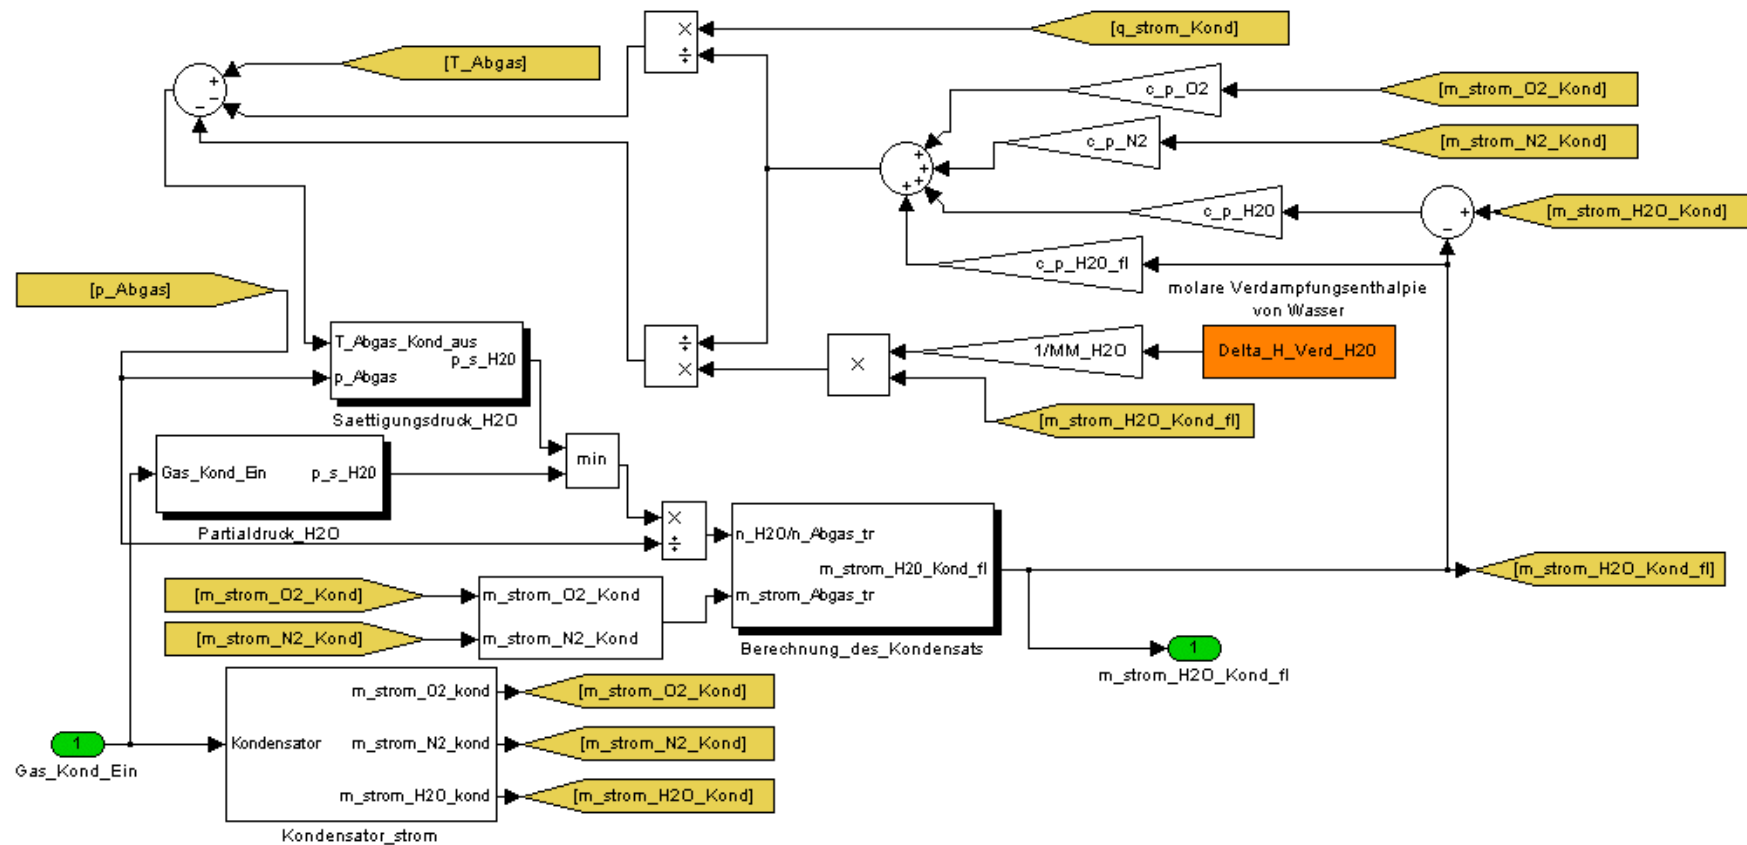 [q_strom_Kond]
[T_Abgas]
×
÷
+
−
−
c_p_O2
[m_strom_O2_Kond]
c_p_N2
[m_strom_N2_Kond]
+
+
+
+
c_p_H2O
+
−
[m_strom_H2O_Kond]
c_p_H2O_fl
[p_Abgas]
molare Verdampfungsenthalpie
von Wasser
T_Abgas_Kond_aus
p_s_H2O
p_Abgas
Saettigungsdruck_H2O
÷
×
×
1/MM_H2O
Delta_H_Verd_H2O
[m_strom_H2O_Kond_fl]
Gas_Kond_Ein
p_s_H2O
Partialdruck_H2O
min
×
÷
n_H2O/n_Abgas_tr
m_strom_H2O_Kond_fl
m_strom_Abgas_tr
Berechnung_des_Kondensats
[m_strom_H2O_Kond_fl]
[m_strom_O2_Kond]
m_strom_O2_Kond
[m_strom_N2_Kond]
m_strom_N2_Kond
1
m_strom_H2O_Kond_fl
m_strom_O2_kond
[m_strom_O2_Kond]
1
Gas_Kond_Ein
Kondensator
m_strom_N2_kond
[m_strom_N2_Kond]
m_strom_H2O_kond
[m_strom_H2O_Kond]
Kondensator_strom